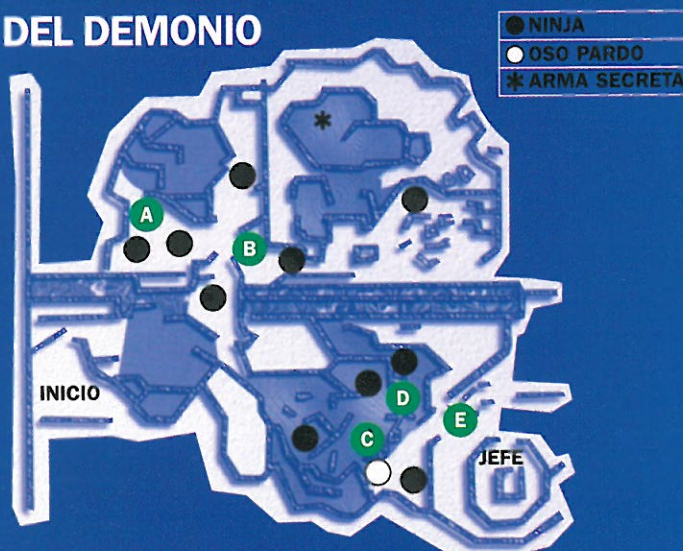 DEL DEMONIO
NINJA
OSO PARDO
* ARMA SECRETA
*
A
B
INICIO
D
E
C
JEFE